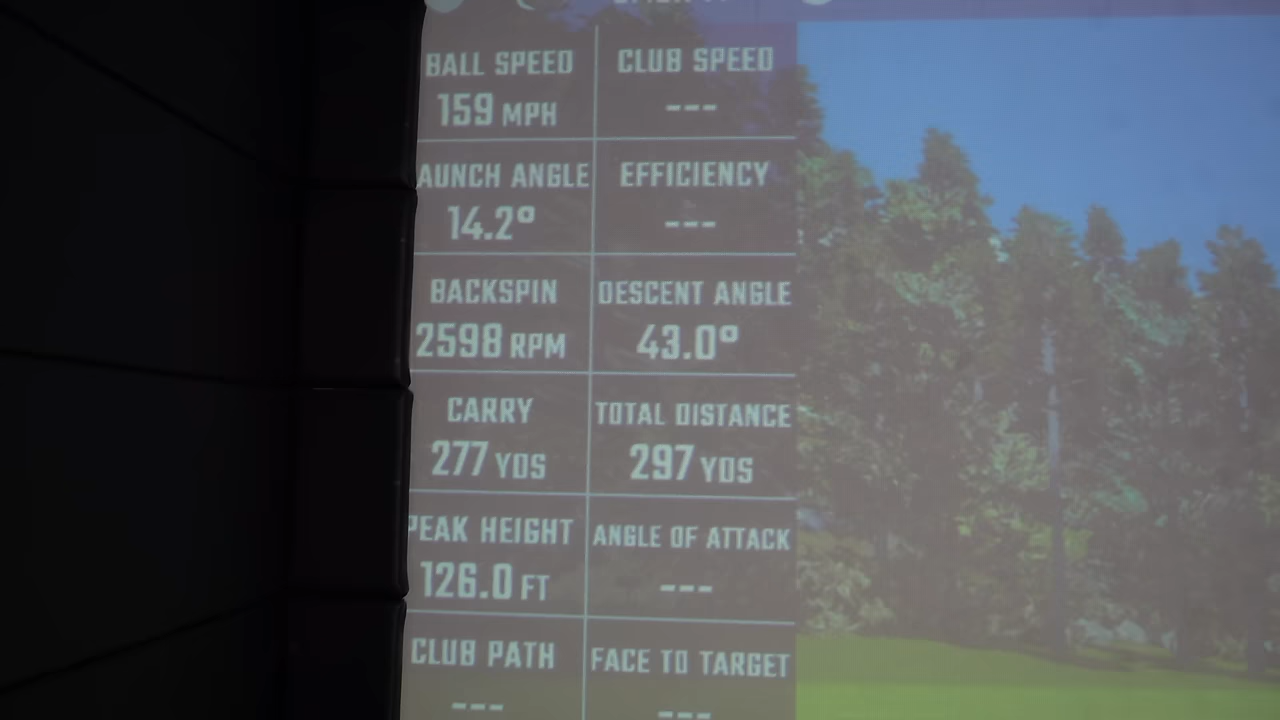 BALL SPEED CLUB SPEED
159 MPH ---
AUNCH ANGLE EFFICIENCY
14.2° ---
BACKSPIN DESCENT ANGLE
2598 RPM 43.0°
CARRY TOTAL DISTANCE
277 YDS 297 YDS
PEAK HEIGHT ANGLE OF ATTACK
126.0 FT ---
CLUB PATH FACE TO TARGET
--- ---